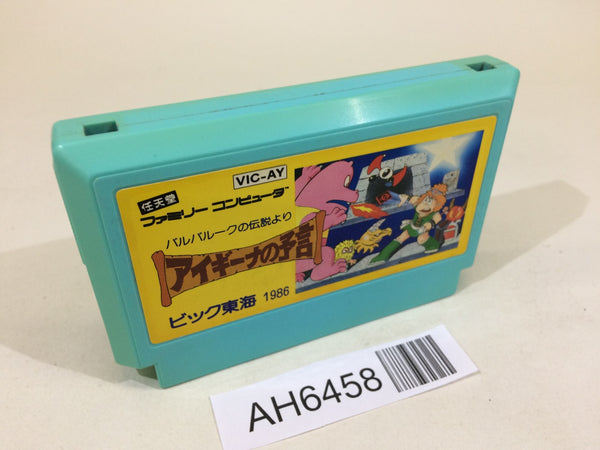 VIC-AY
任天堂
ファミリー コンピュータ
バルバルークの伝説より
アイギーナの予言
ビック東海 1986
AH6458